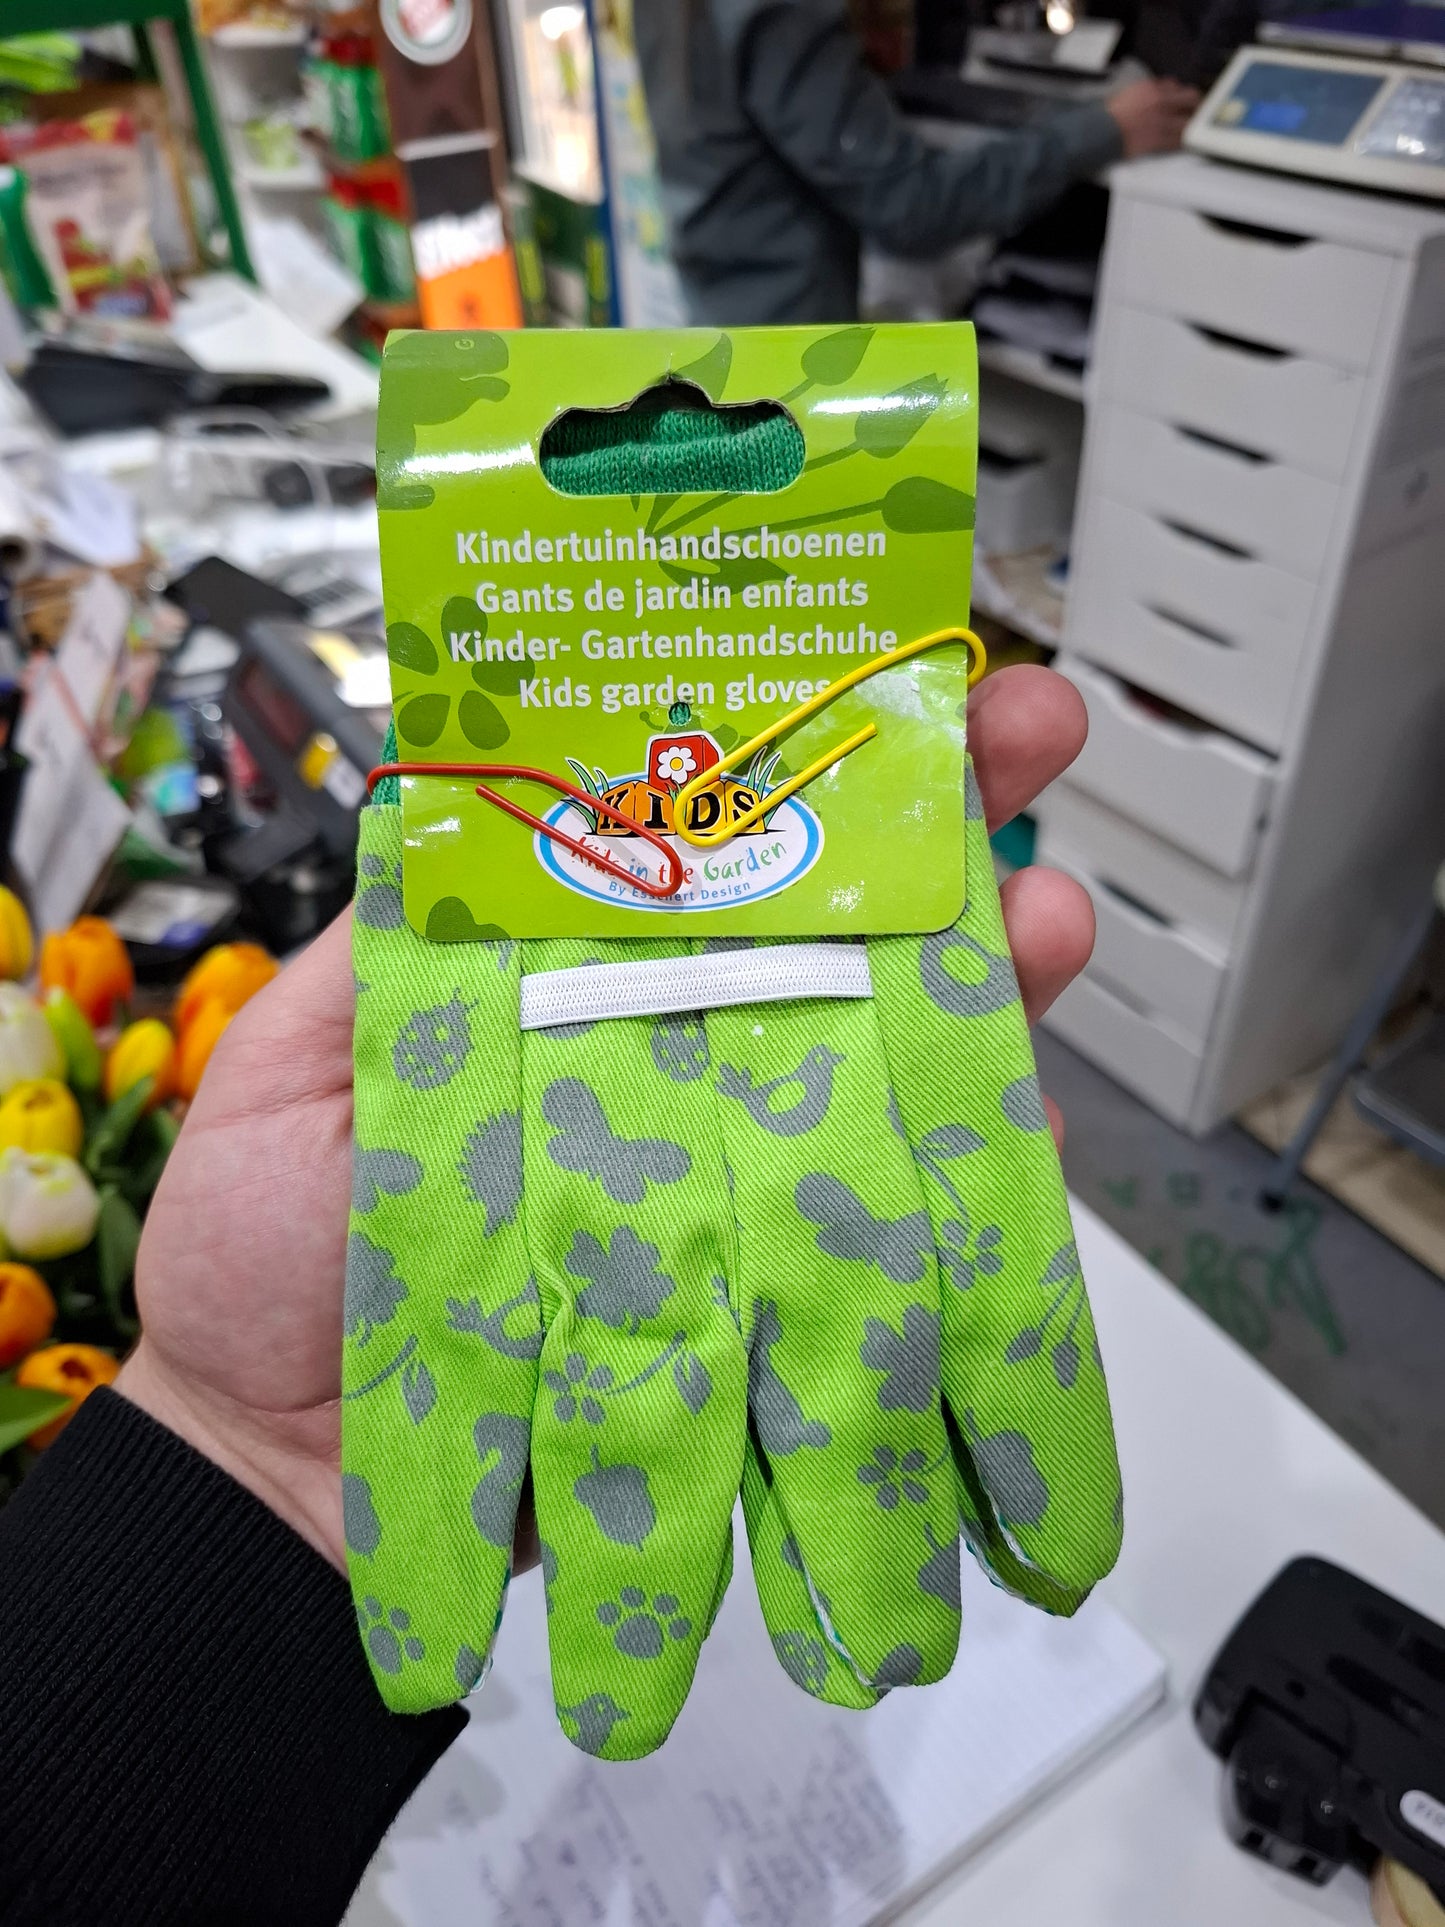 Kindertuinhandschoenen
Gants de jardin enfants
Kinder- Gartenhandschuhe
Kids garden gloves
KIDS
Kids in the Garden
By Esschert Design